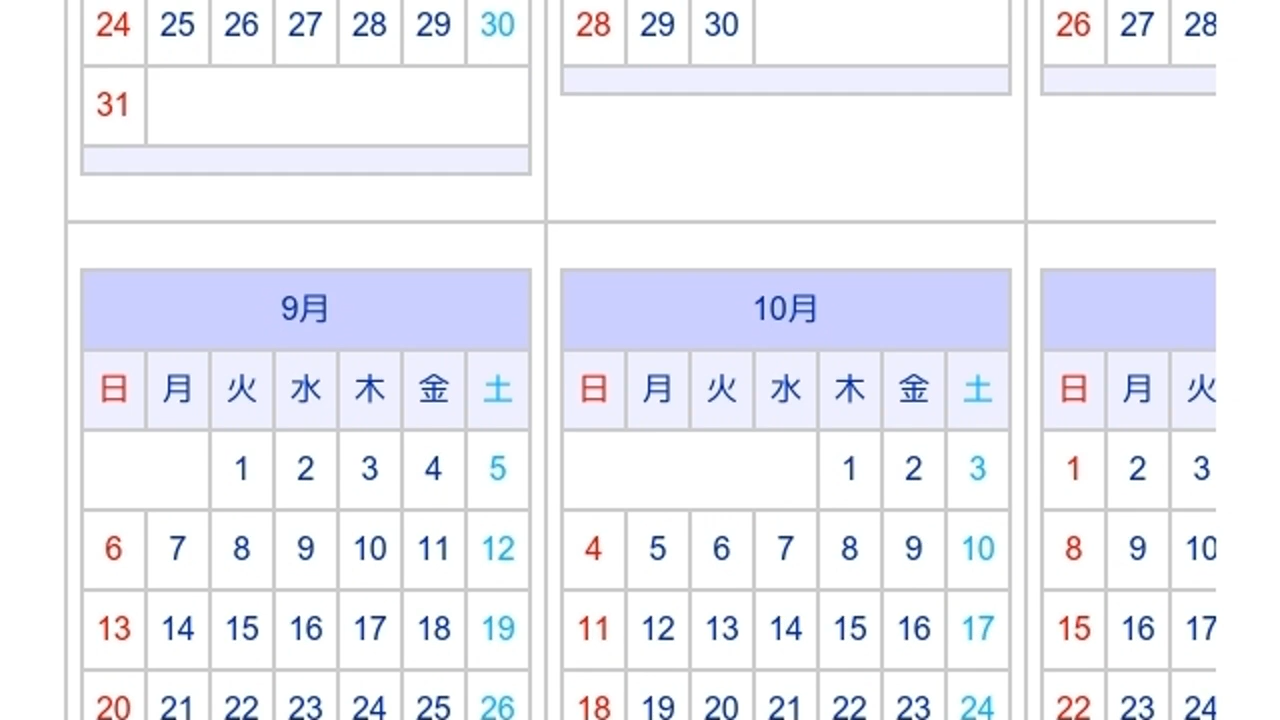 24 25 26 27 28 29 30 28 29 30 26 27 28
31
9月 10月
日 月 火 水 木 金 土 日 月 火 水 木 金 土 日 月 火
1 2 3 4 5 1 2 3 1 2 3
6 7 8 9 10 11 12 4 5 6 7 8 9 10 8 9 10
13 14 15 16 17 18 19 11 12 13 14 15 16 17 15 16 17
20 21 22 23 24 25 26 18 19 20 21 22 23 24 22 23 24